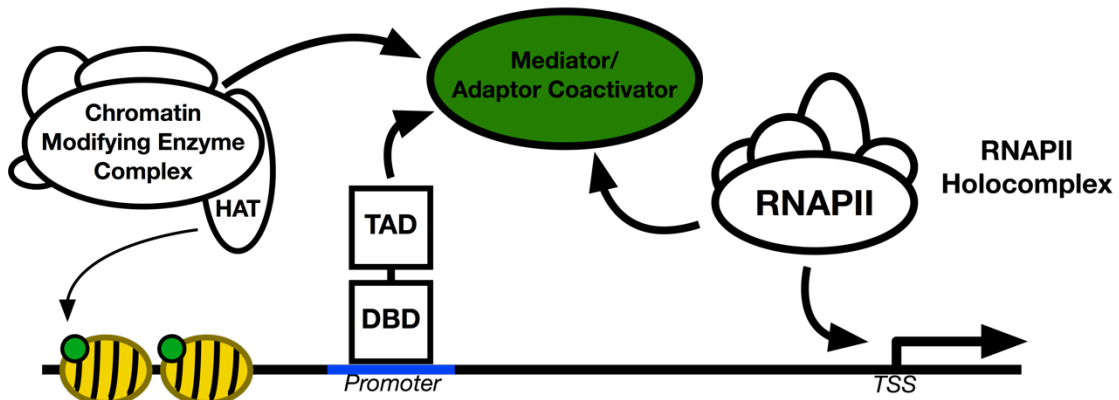 Chromatin
Modifying Enzyme
Complex
HAT
Mediator/
Adaptor Coactivator
TAD
DBD
RNAPII
RNAPII
Holocomplex
Promoter
TSS